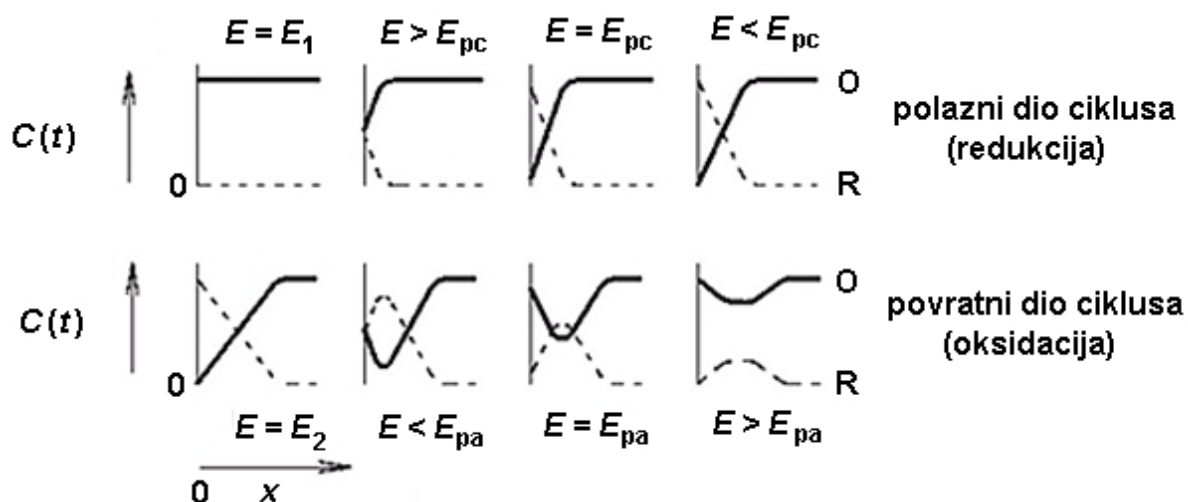 E = E1 E > Epc E = Epc E < Epc
C(t) 0 O R polazni dio ciklusa
(redukcija)
C(t) 0 O R povratni dio ciklusa
(oksidacija)
E = E2 E < Epa E = Epa E > Epa
0 x